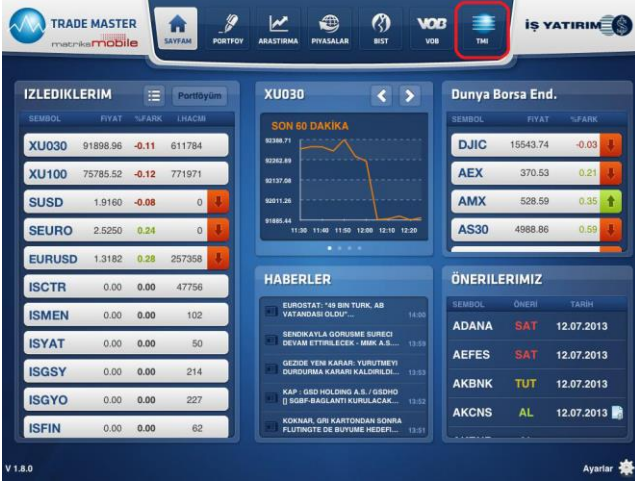 TRADE MASTER
matriksmobile
SAYFAM
PORTFOY
ARASTIRMA
PIYASALAR
BIST
VOB
VOB
TMI
İŞ YATIRIM
IZLEDIKLERIM
Portföyüm
SEMBOL FIYAT %FARK I.HACMI
XU030 91898.96 -0.11 611784
XU100 75785.52 -0.12 771971
SUSD 1.9160 -0.08 0
SEURO 2.5250 0.24 0
EURUSD 1.3182 0.28 257358
ISCTR 0.00 0.00 47756
ISMEN 0.00 0.00 102
ISYAT 0.00 0.00 50
ISGSY 0.00 0.00 214
ISGYO 0.00 0.00 227
ISFIN 0.00 0.00 62
XU030
SON 60 DAKİKA
92388.71
92262.89
92137.08
92011.26
91885.44
11:30 11:40 11:50 12:00 12:10 12:20
HABERLER
EUROSTAT: "49 BIN TURK, AB
VATANDASI OLDU"... 14:00
SENDIKAYLA GORUSME SURECI
DEVAM ETTIRILECEK - MMK A.S.... 13:59
GEZIDE YENI KARAR: YURUTMEYI
DURDURMA KARARI KALDIRILDI... 13:53
KAP : GSD HOLDING A.S. / GSDHO
[] SGBF-BAGLANTI KURULACAK... 13:52
KOKNAR, GRI KARTONDAN SONRA
FLUTINGTE DE BUYUME HEDEFI... 13:51
Dunya Borsa End.
SEMBOL FIYAT %FARK
DJIC 15543.74 -0.03
AEX 370.53 0.21
AMX 528.59 0.35
AS30 4988.86 0.59
ÖNERILERIMIZ
SEMBOL ÖNERİ TARİH
ADANA SAT 12.07.2013
AEFES SAT 12.07.2013
AKBNK TUT 12.07.2013
AKCNS AL 12.07.2013
V 1.8.0
Ayarlar